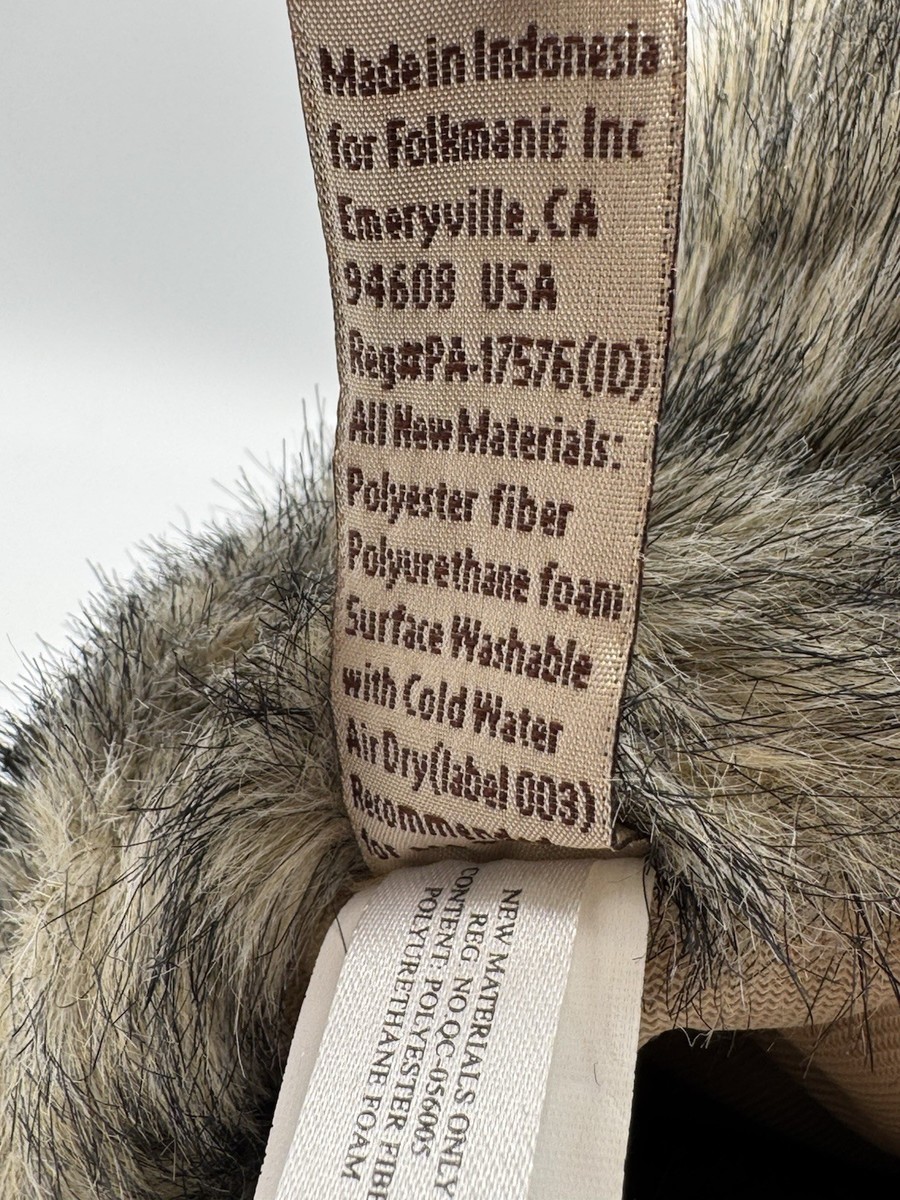 Made in Indonesia
for Folkmanis Inc
Emeryville, CA
94608 USA
Reg#PA-17576(ID)
All New Materials:
Polyester fiber
Polyurethane foam
Surface Washable
with Cold Water
Air Dry(label 003)
for
NEW MATERIALS ONLY
REG NO QC-056005
CONTENT: POLYESTER
POLYURETHANE FOAM